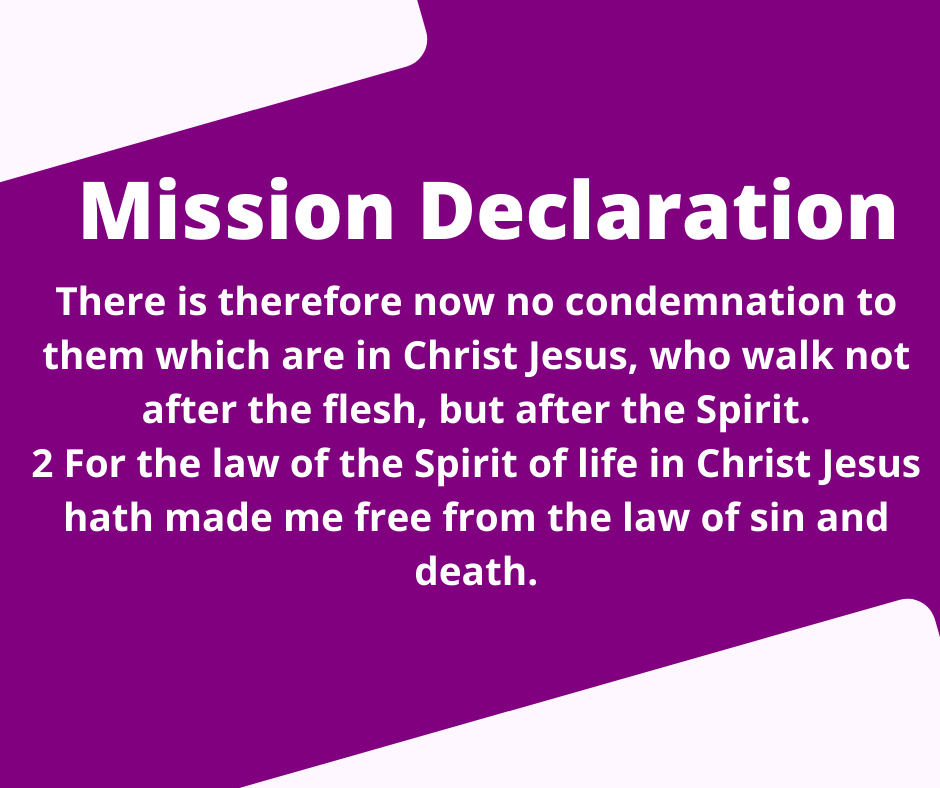 Mission Declaration
There is therefore now no condemnation to
them which are in Christ Jesus, who walk not
after the flesh, but after the Spirit.
2 For the law of the Spirit of life in Christ Jesus
hath made me free from the law of sin and
death.